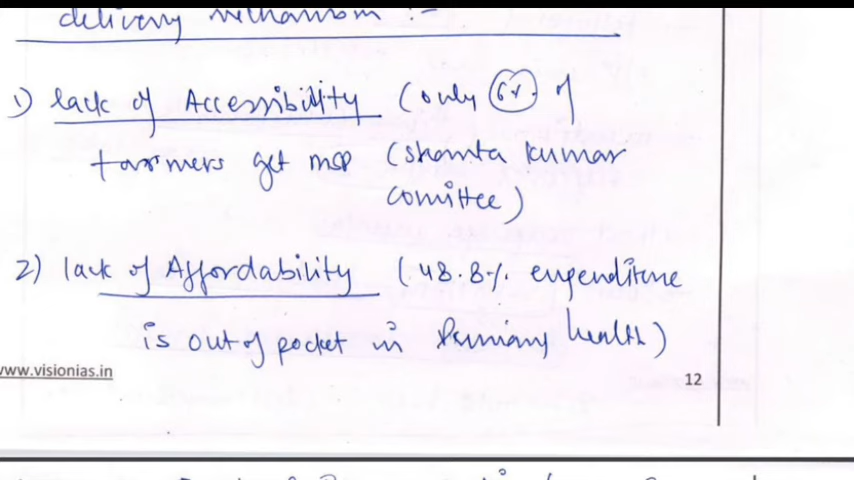 delivery mechanism :-
1) lack of Accessibility (only 6% of
farmers get MSP (shanta kumar
comittee)
2) lack of Affordability (48.8% expenditure
is out of pocket in Primary health)
www.visionias.in
12